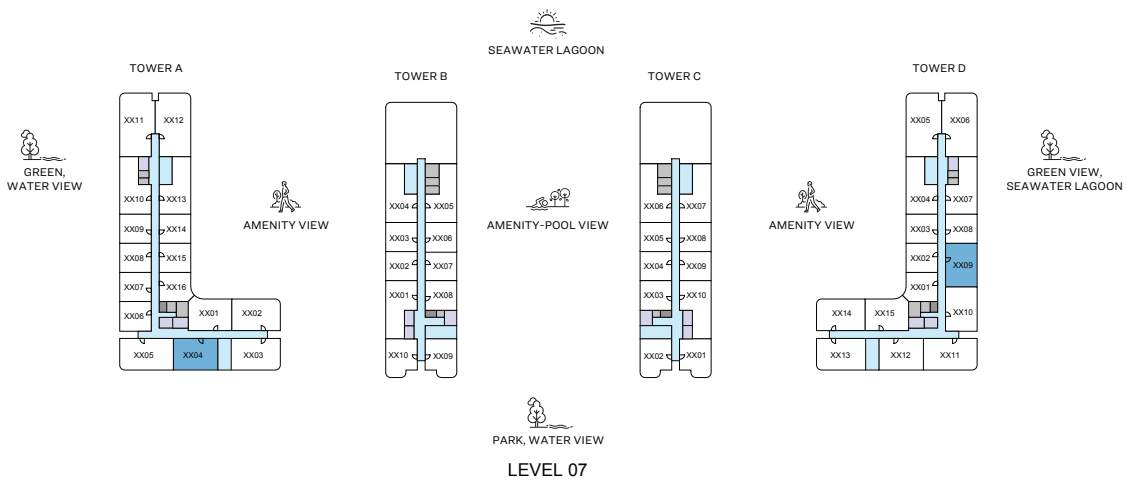 SEAWATER LAGOON
TOWER A
TOWER B
TOWER C
TOWER D
GREEN,
WATER VIEW
AMENITY VIEW
AMENITY-POOL VIEW
AMENITY VIEW
GREEN VIEW,
SEAWATER LAGOON
XX11 XX12
XX10 XX13
XX09 XX14
XX08 XX15
XX07 XX16
XX06 XX01 XX02
XX05 XX04 XX03
XX04 XX05
XX03 XX06
XX02 XX07
XX01 XX08
XX10 XX09
XX06 XX07
XX05 XX08
XX04 XX09
XX03 XX10
XX02 XX01
XX05 XX06
XX04 XX07
XX03 XX08
XX02 XX09
XX01
XX14 XX15 XX10
XX13 XX12 XX11
PARK, WATER VIEW
LEVEL 07